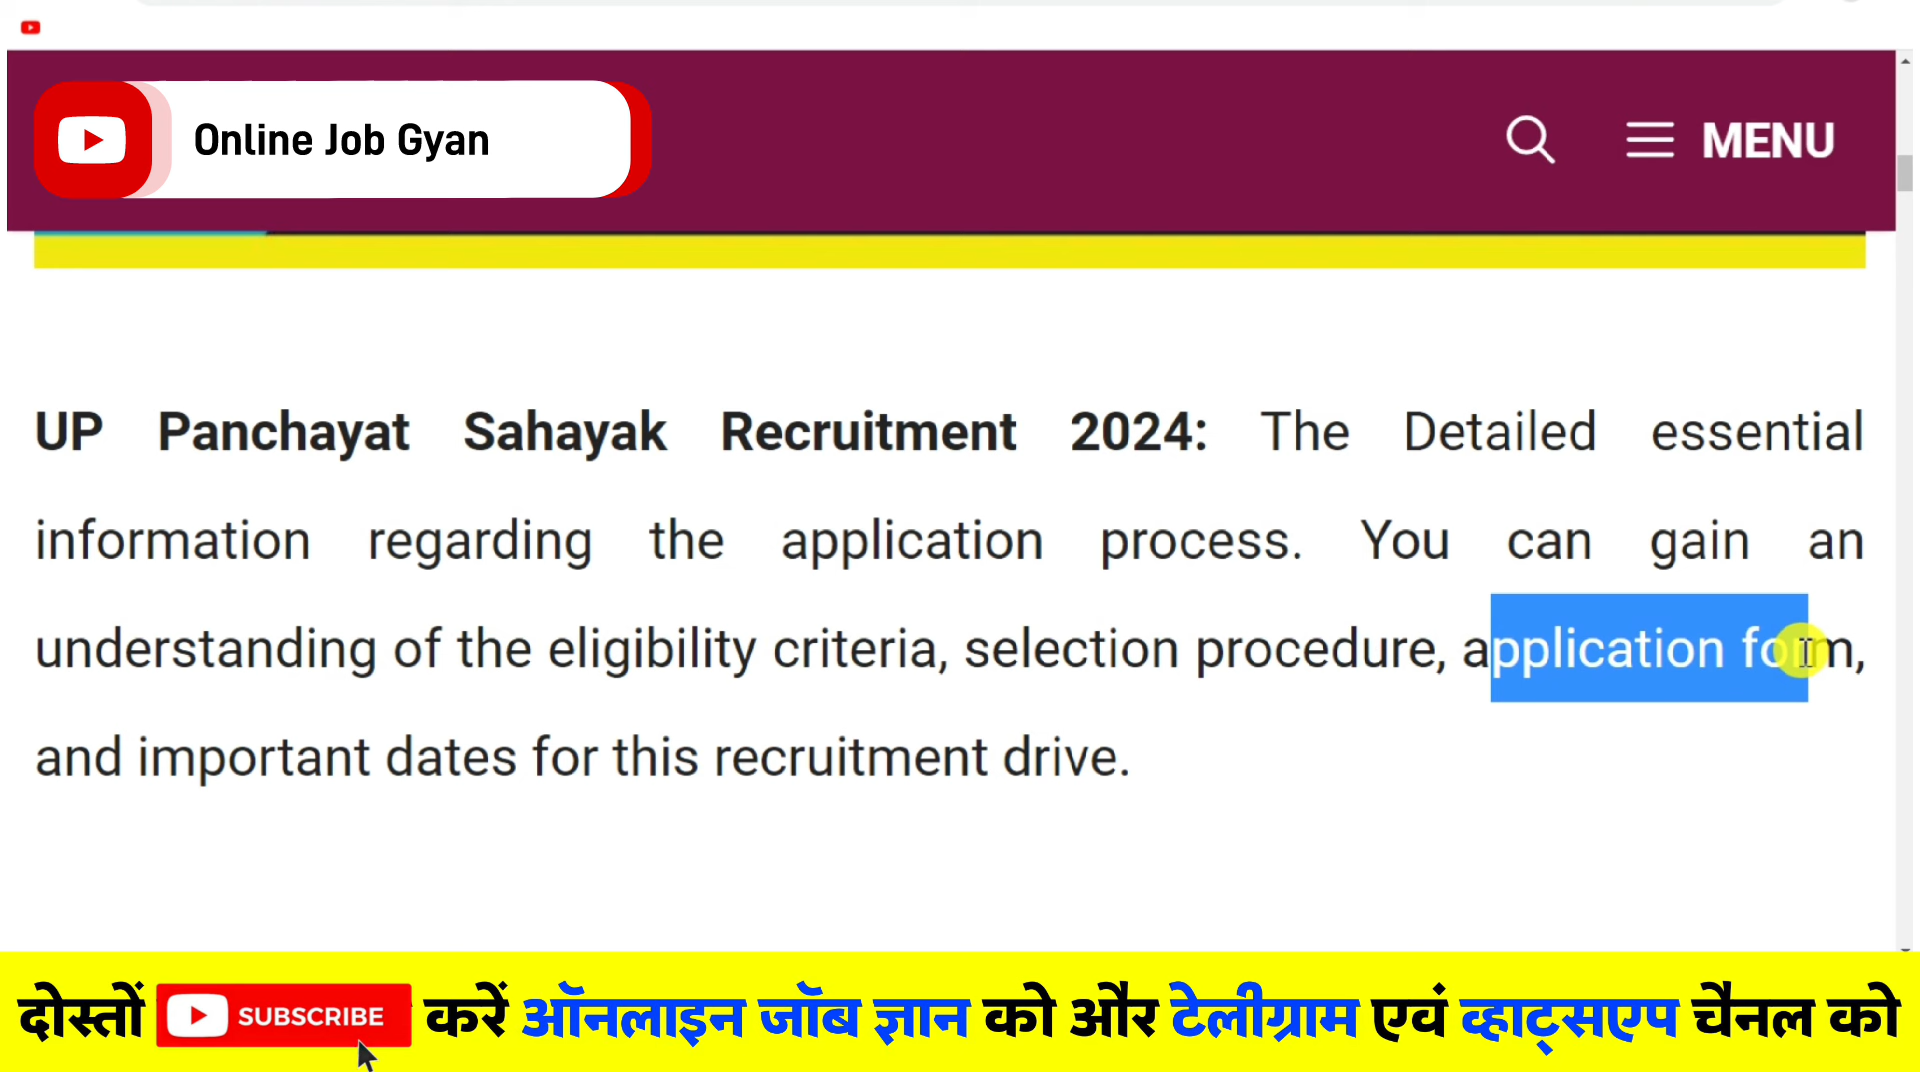 Online Job Gyan
MENU
UP Panchayat Sahayak Recruitment 2024: The Detailed essential
information regarding the application process. You can gain an
understanding of the eligibility criteria, selection procedure, application form,
and important dates for this recruitment drive.
दोस्तों SUBSCRIBE करें ऑनलाइन जॉब ज्ञान को और टेलीग्राम एवं व्हाट्सएप चैनल को